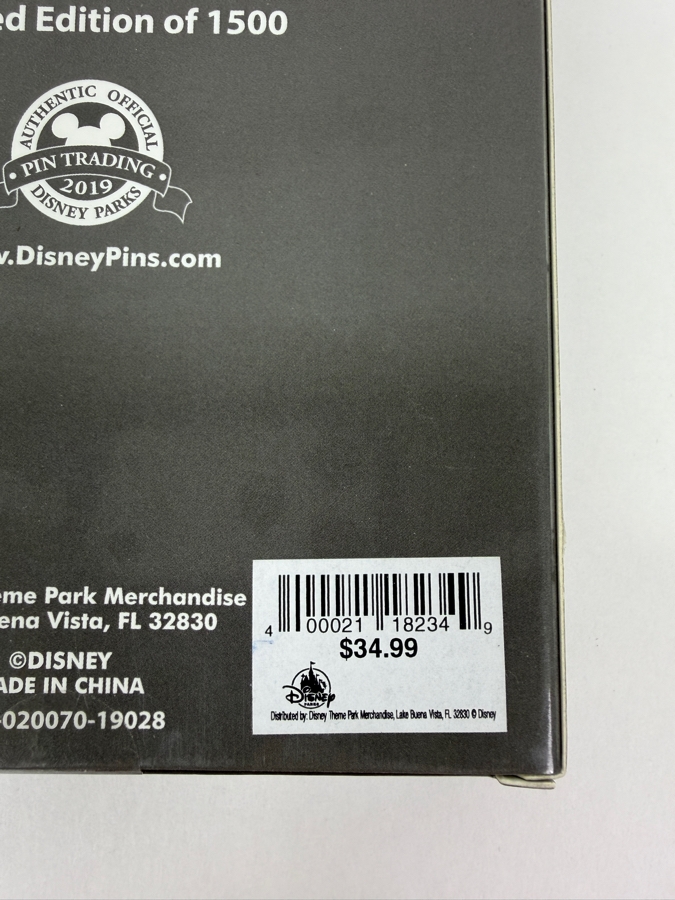 ed Edition of 1500
AUTHENTIC OFFICIAL
• PIN TRADING •
2019
DISNEY PARKS
w.DisneyPins.com
eme Park Merchandise
ena Vista, FL 32830
©DISNEY
ADE IN CHINA
-020070-19028
4 00021 18234 9
$34.99
Disney
PARKS
Distributed by: Disney Theme Park Merchandise, Lake Buena Vista, FL 32830 © Disney